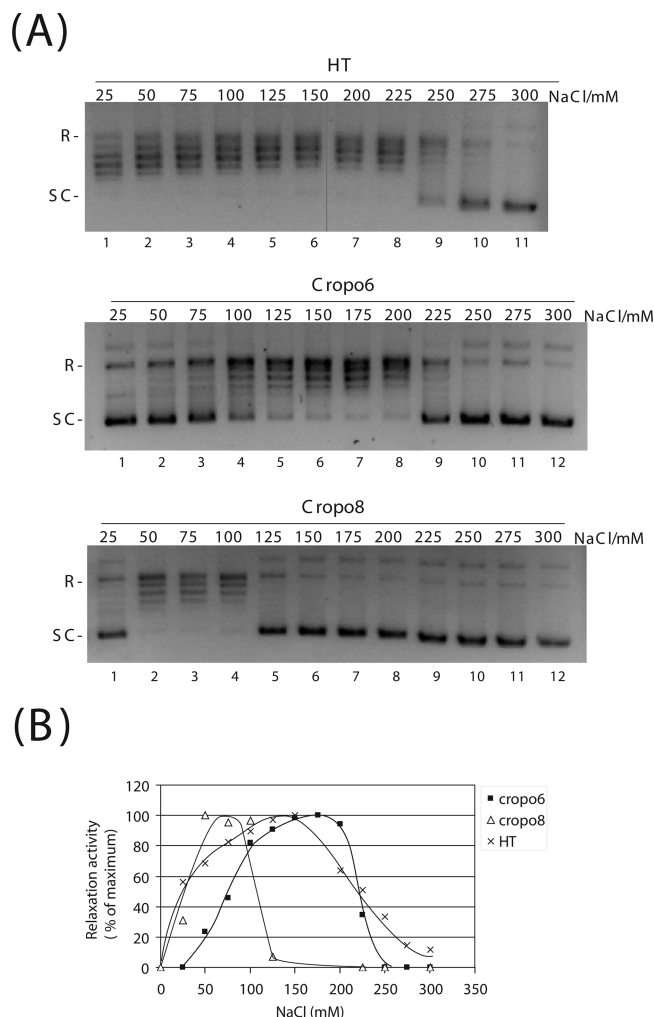 (A)
HT
25 50 75 100 125 150 200 225 250 275 300 NaCl/mM
R-
SC-
1 2 3 4 5 6 7 8 9 10 11
Cropo6
25 50 75 100 125 150 175 200 225 250 275 300 NaCl/mM
R-
SC-
1 2 3 4 5 6 7 8 9 10 11 12
Cropo8
25 50 75 100 125 150 175 200 225 250 275 300 NaCl/mM
R-
SC-
1 2 3 4 5 6 7 8 9 10 11 12
(B)
Relaxation activity
( % of maximum)
120
100
80
60
40
20
0
0 50 100 150 200 250 300 350
NaCl (mM)
cropo6
cropo8
HT